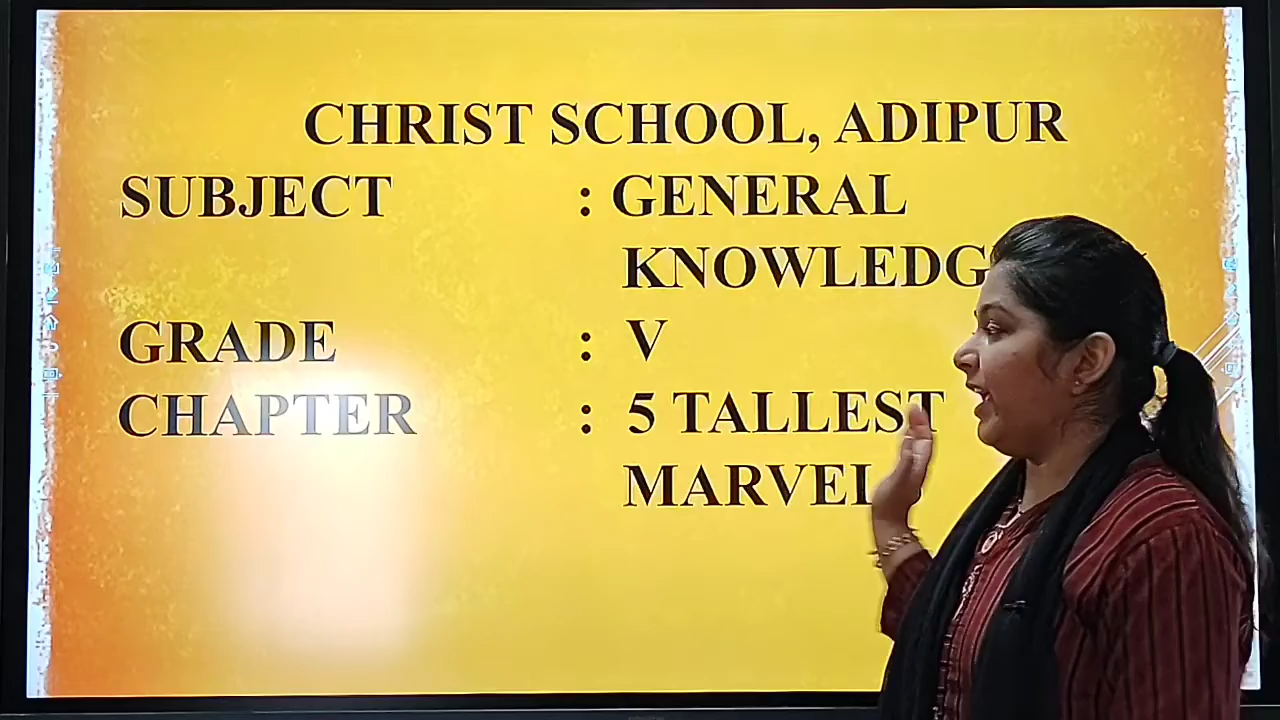 CHRIST SCHOOL, ADIPUR
SUBJECT : GENERAL
KNOWLEDG
GRADE : V
CHAPTER : 5 TALLEST
MARVEL